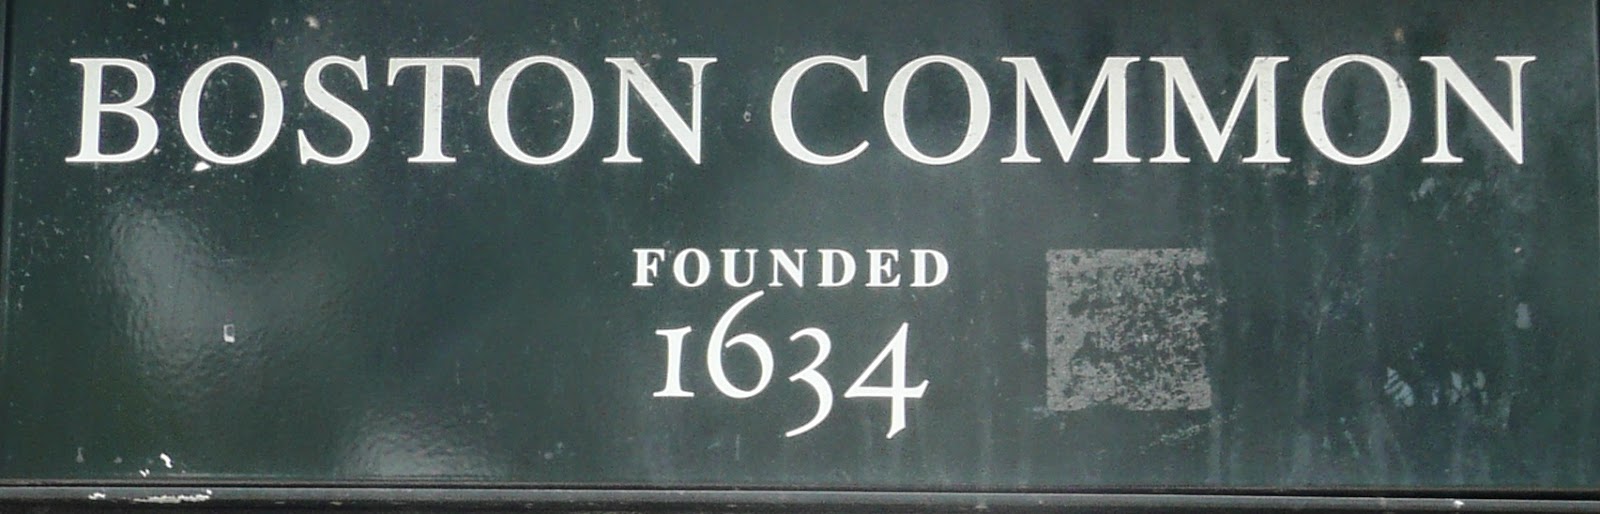 BOSTON COMMON
FOUNDED
1634